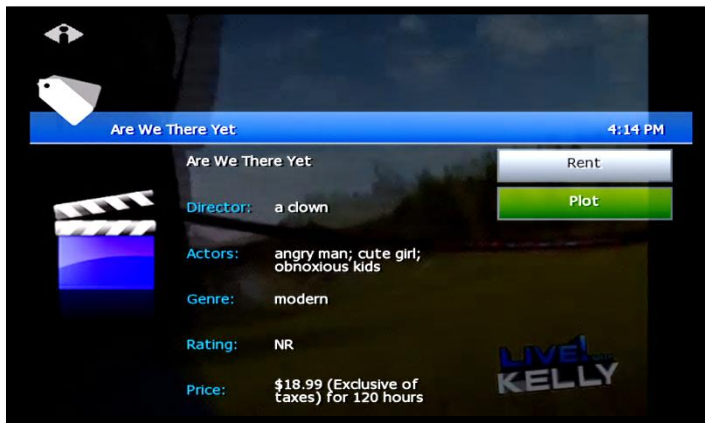 Are We There Yet 4:14 PM
Are We There Yet
Rent
Director: a clown
Plot
Actors: angry man; cute girl;
obnoxious kids
Genre: modern
Rating: NR
LIVE!
KELLY
Price: $18.99 (Exclusive of
taxes) for 120 hours